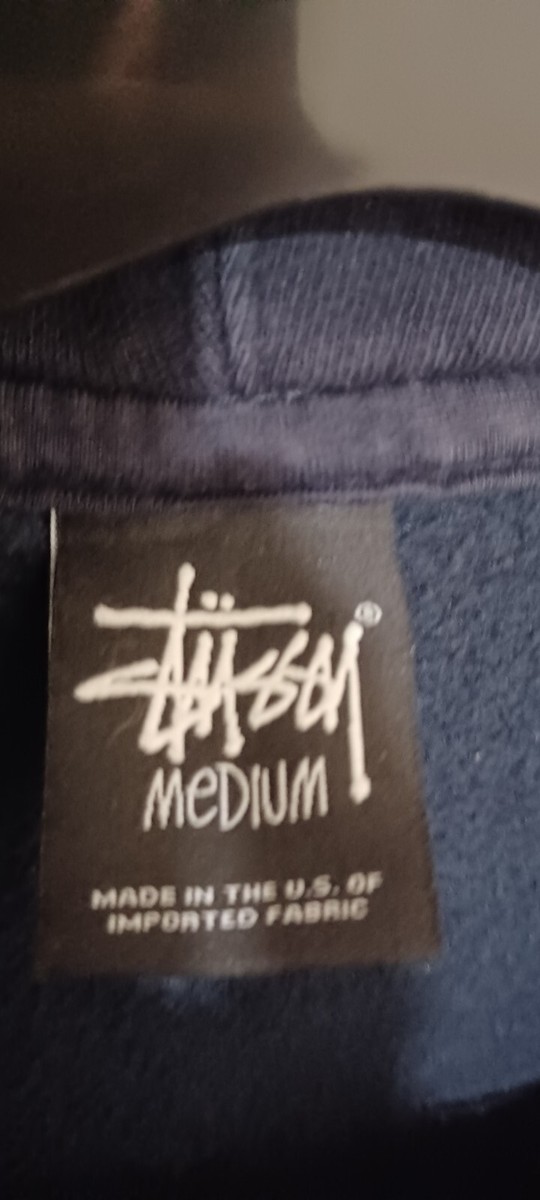 Stüssy®
MeDIUM
MADE IN THE U.S. OF
IMPORTED FABRIC